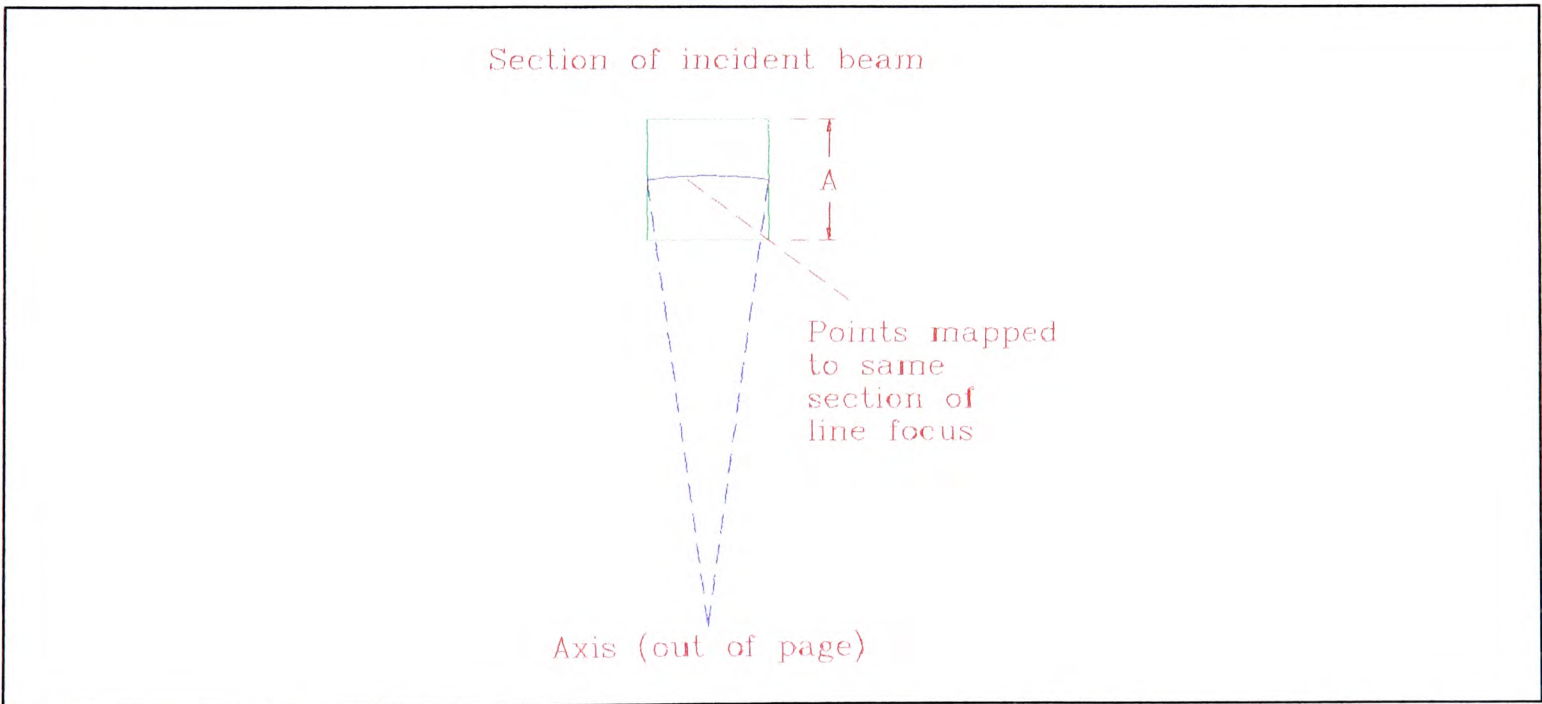 Section of incident beam
A
Points mapped
to same
section of
line focus
Axis (out of page)